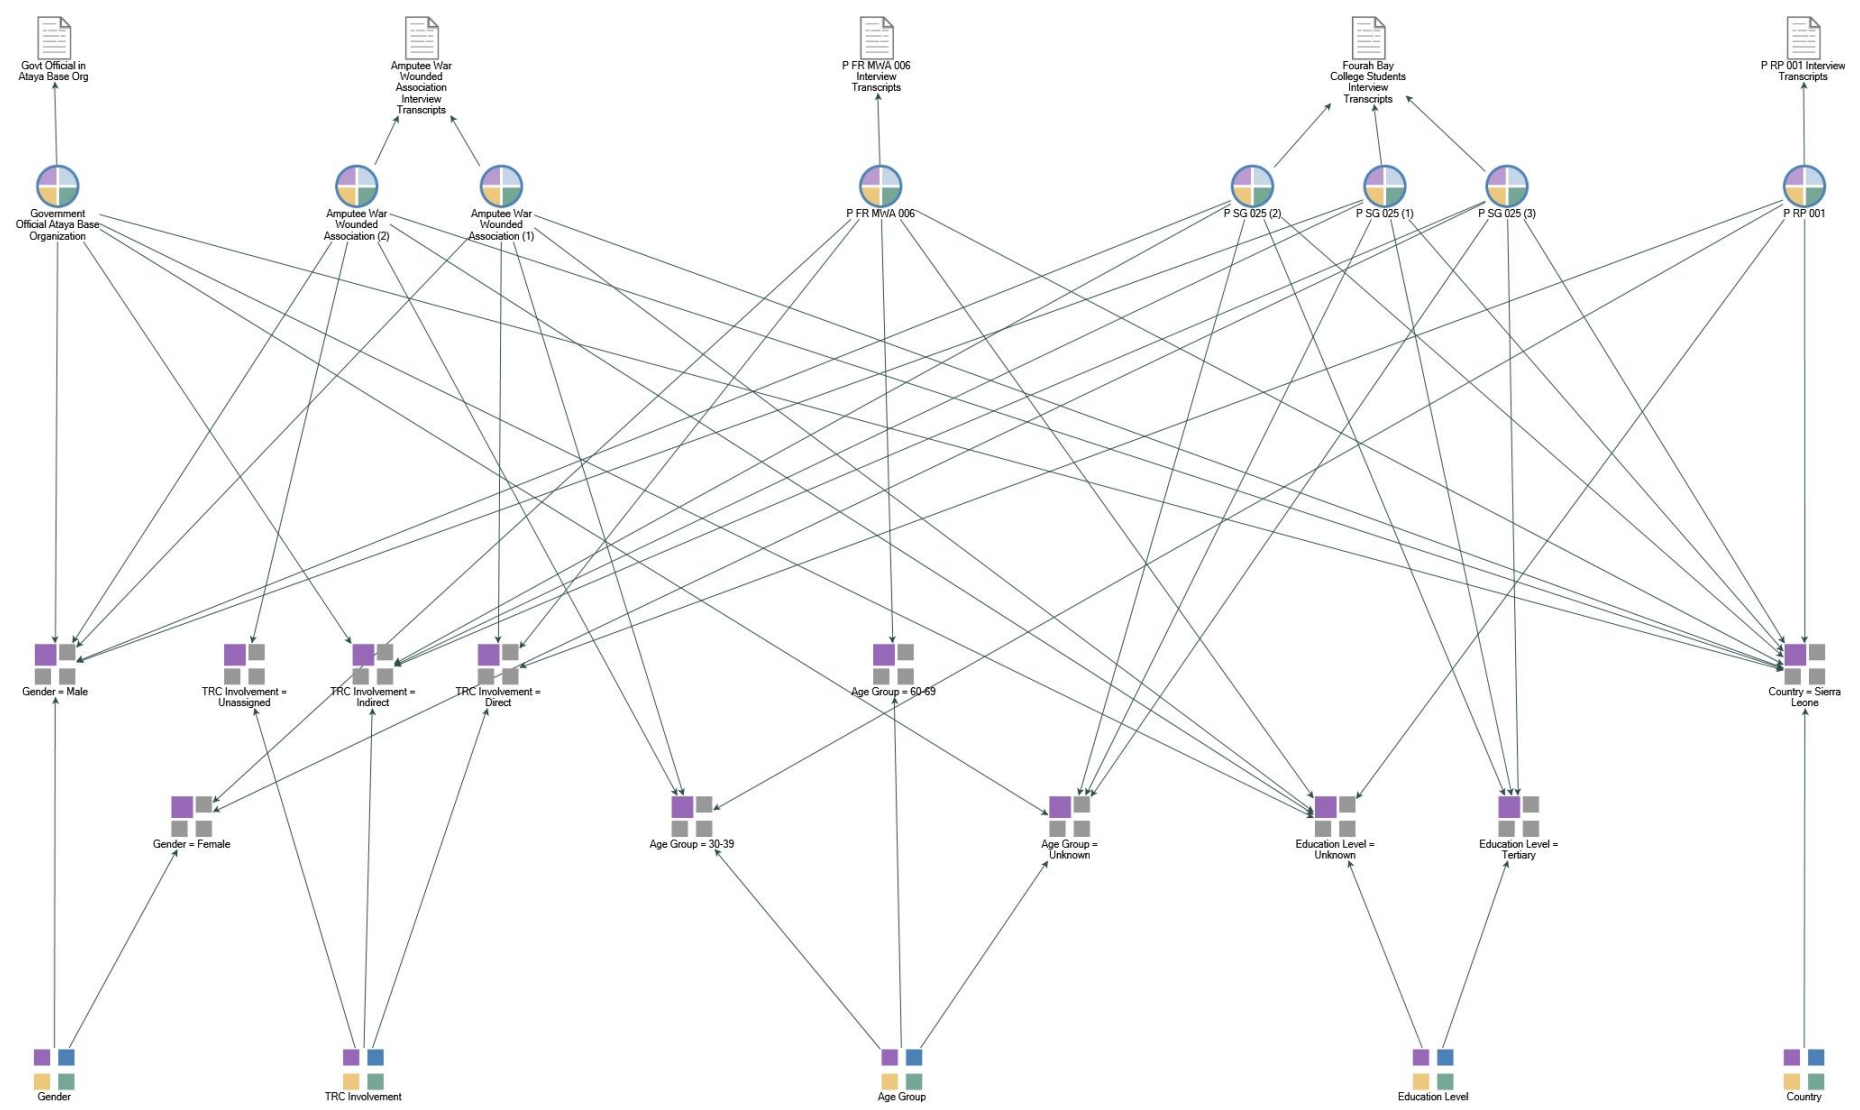 Govt Official in
Ataya Base Org
Amputee War
Wounded
Association
Interview
Transcripts
P FR MWA 006
Interview
Transcripts
Fourah Bay
College Students
Interview
Transcripts
P RP 001 Interview
Transcripts
Government
Official Ataya Base
Organization
Amputee War
Wounded
Association (2)
Amputee War
Wounded
Association (1)
P FR MWA 006
P SG 025 (2)
P SG 025 (1)
P SG 025 (3)
P RP 001
Gender = Male
TRC Involvement =
Unassigned
TRC Involvement =
Indirect
TRC Involvement =
Direct
Age Group = 60-69
Country = Sierra
Leone
Gender = Female
Age Group = 30-39
Age Group =
Unknown
Education Level =
Unknown
Education Level =
Tertiary
Gender
TRC Involvement
Age Group
Education Level
Country